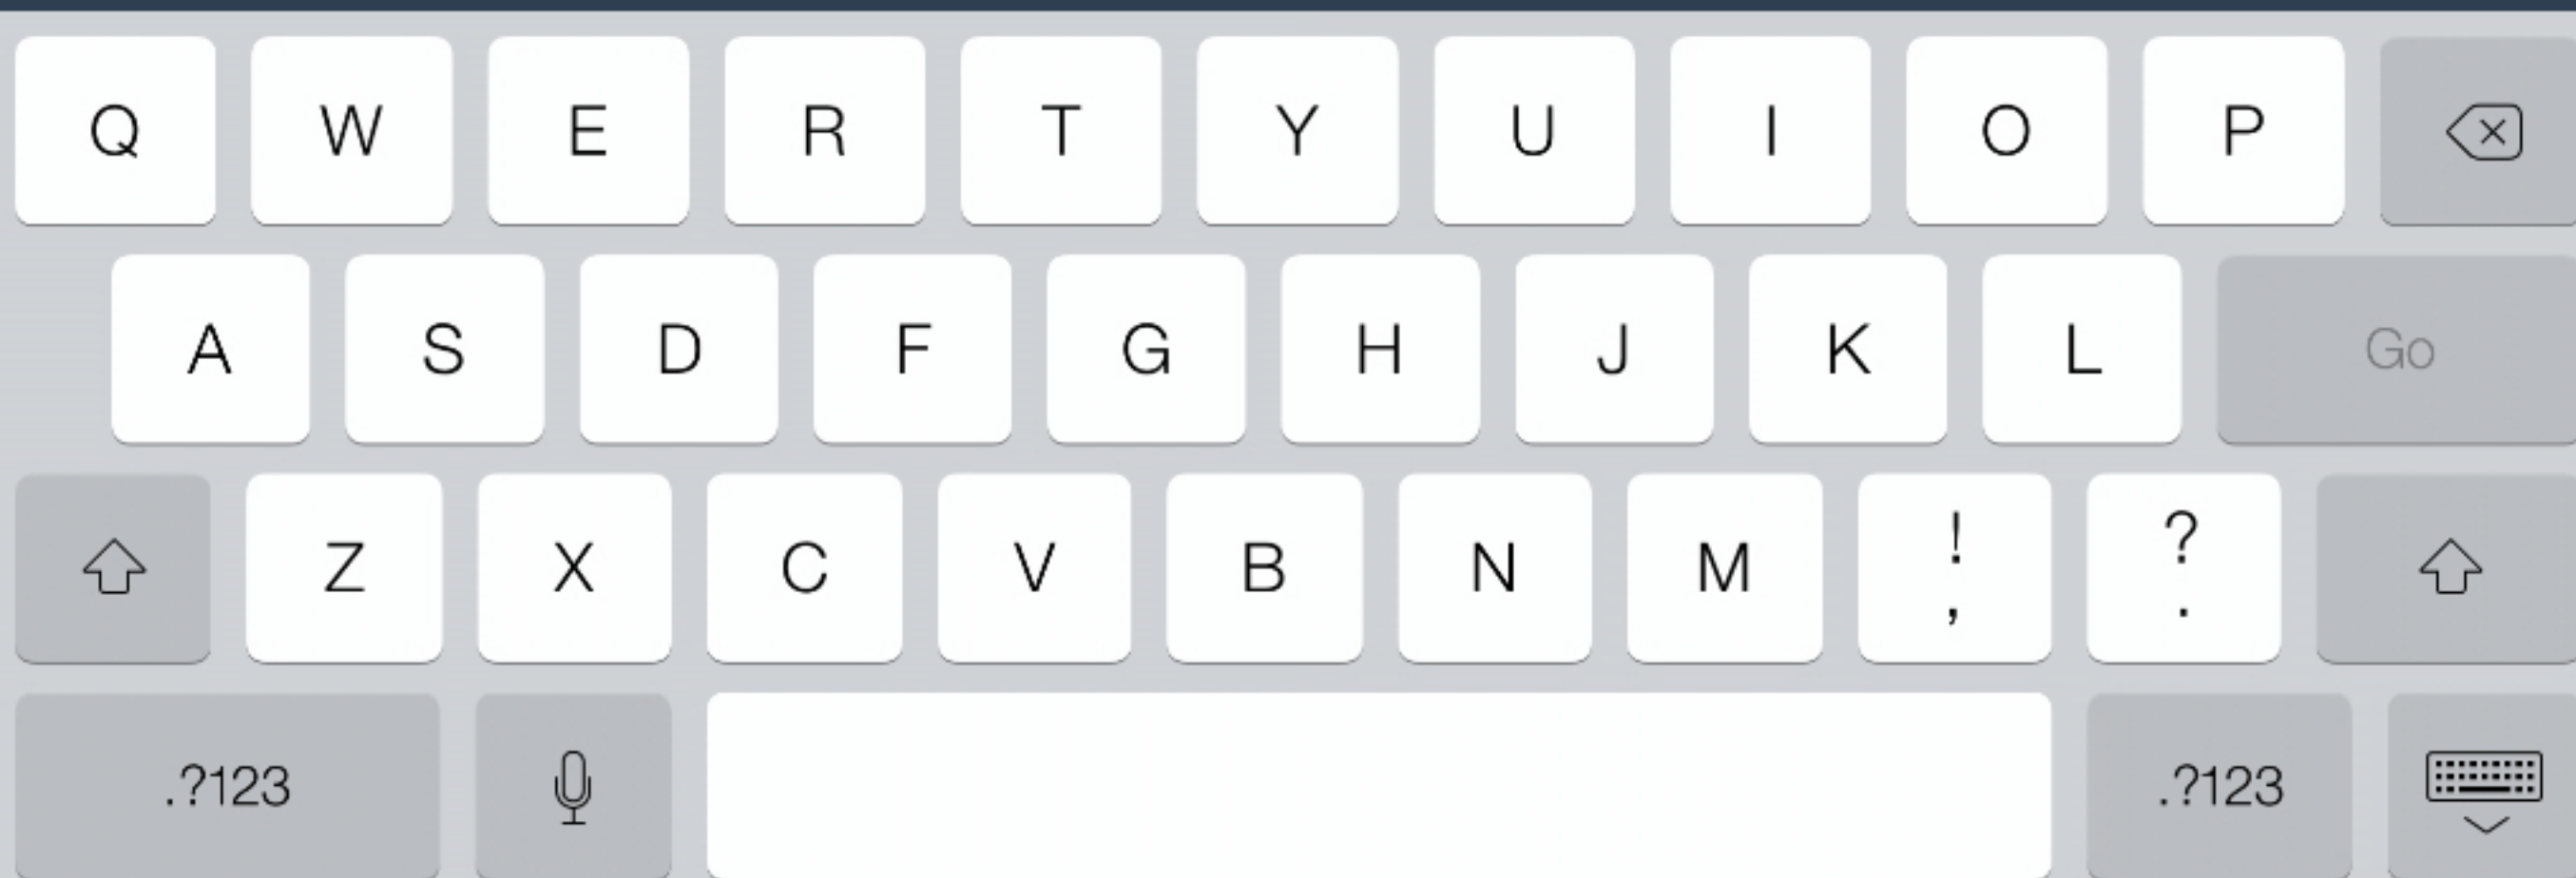 Q W E R T Y U I O P
A S D F G H J K L Go
Z X C V B N M ! , ? .
.?123 .?123